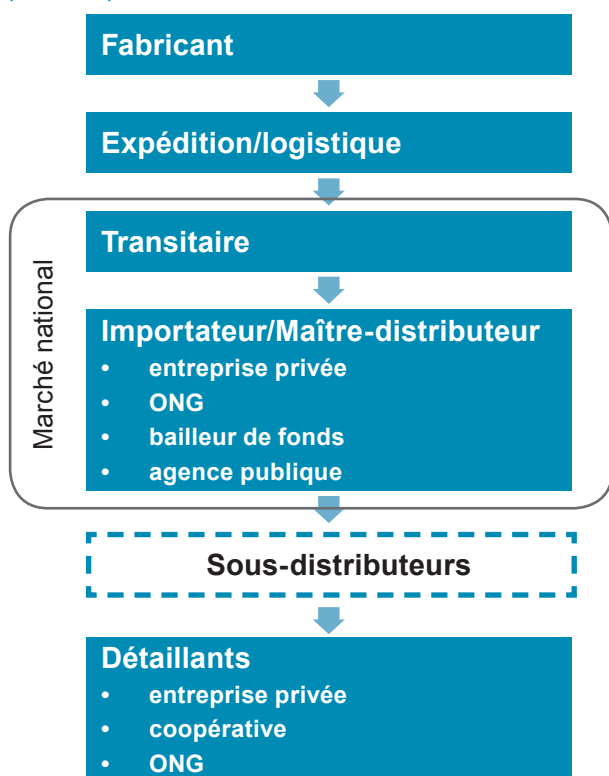 Fabricant
Expédition/logistique
Marché national
Transitaire
Importateur/Maître-distributeur
• entreprise privée
• ONG
• bailleur de fonds
• agence publique
Sous-distributeurs
Détaillants
• entreprise privée
• coopérative
• ONG